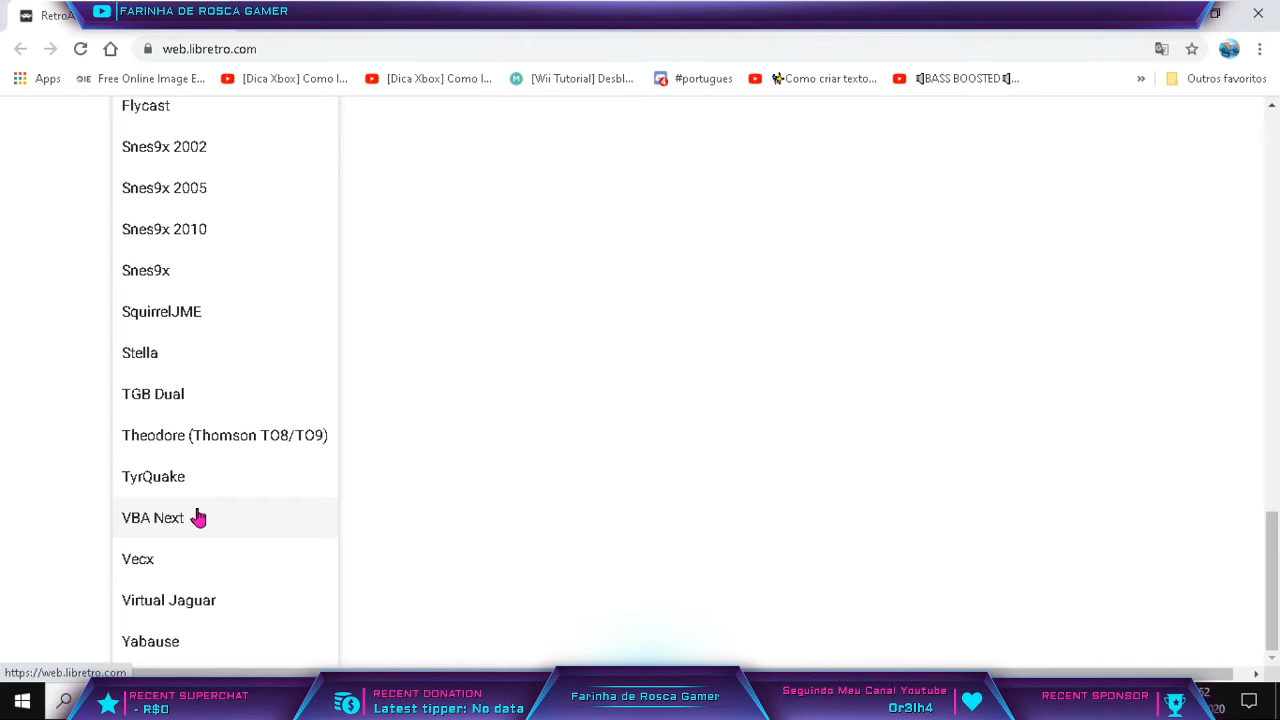 RetroA
FARINHA DE ROSCA GAMER
web.libretro.com
Apps
DIE Free Online Image E...
[Dica Xbox] Como I...
[Dica Xbox] Como I...
[Wii Tutorial] Desbl...
#portugues
Como criar texto...
BASS BOOSTED
...
»
Outros favoritos
Flycast
Snes9x 2002
Snes9x 2005
Snes9x 2010
Snes9x
SquirrelJME
Stella
TGB Dual
Theodore (Thomson TO8/TO9)
TyrQuake
VBA Next
Vecx
Virtual Jaguar
Yabause
https://web.libretro.com
RECENT SUPERCHAT
- R$0
RECENT DONATION
Latest tipper: No data
Farinha de Rosca Gamer
Seguindo Meu Canal Youtube
0r3lh4
RECENT SPONSOR